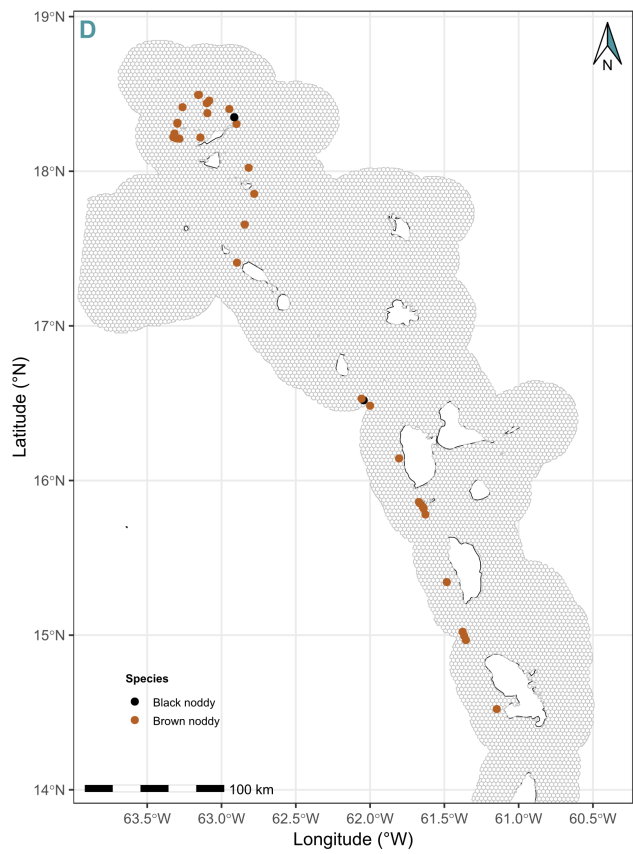 D
N
19°N
18°N
17°N
16°N
15°N
14°N
Latitude (°N)
Species
Black noddy
Brown noddy
100 km
63.5°W 63.0°W 62.5°W 62.0°W 61.5°W 61.0°W 60.5°W
Longitude (°W)